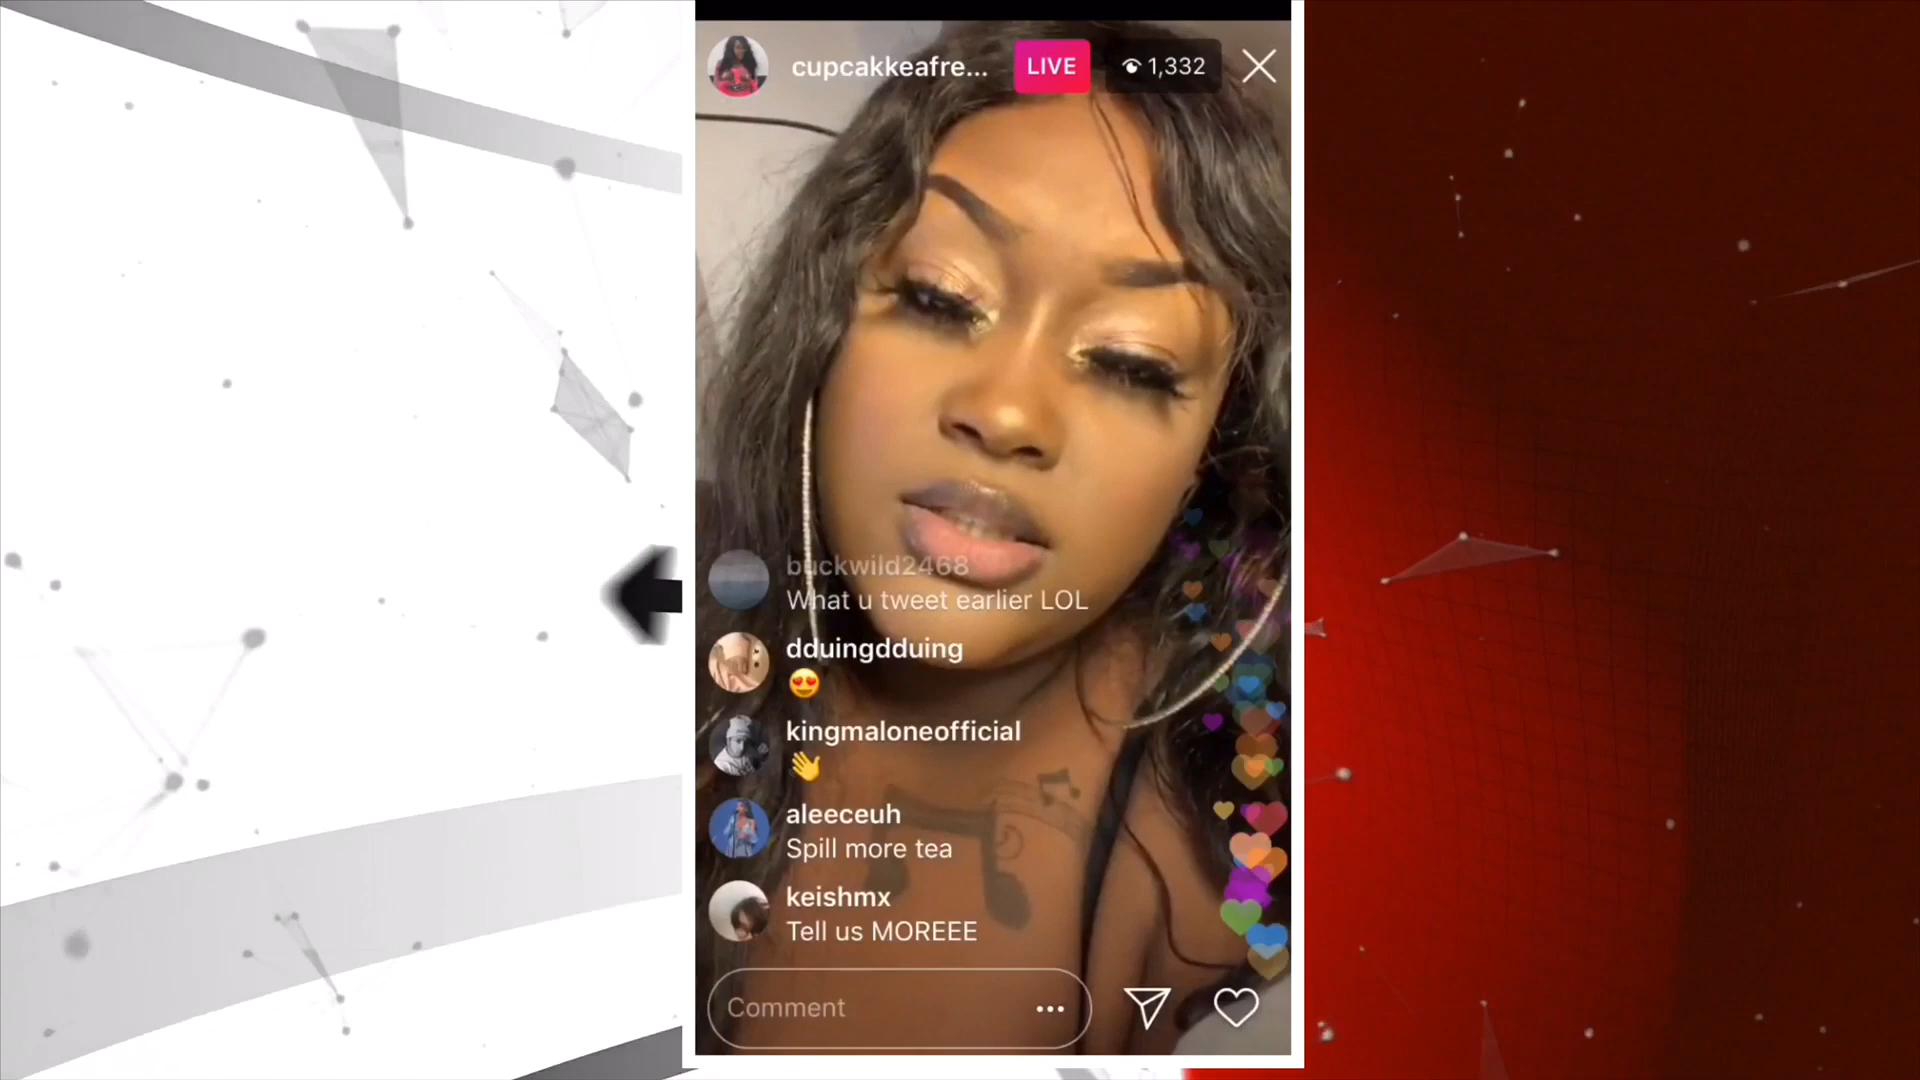 cupcakkeafre...
LIVE
1,332
buckwild2468
What u tweet earlier LOL
dduingdduing
😍
kingmaloneofficial
👋
aleeceuh
Spill more tea
keishmx
Tell us MOREEE
Comment